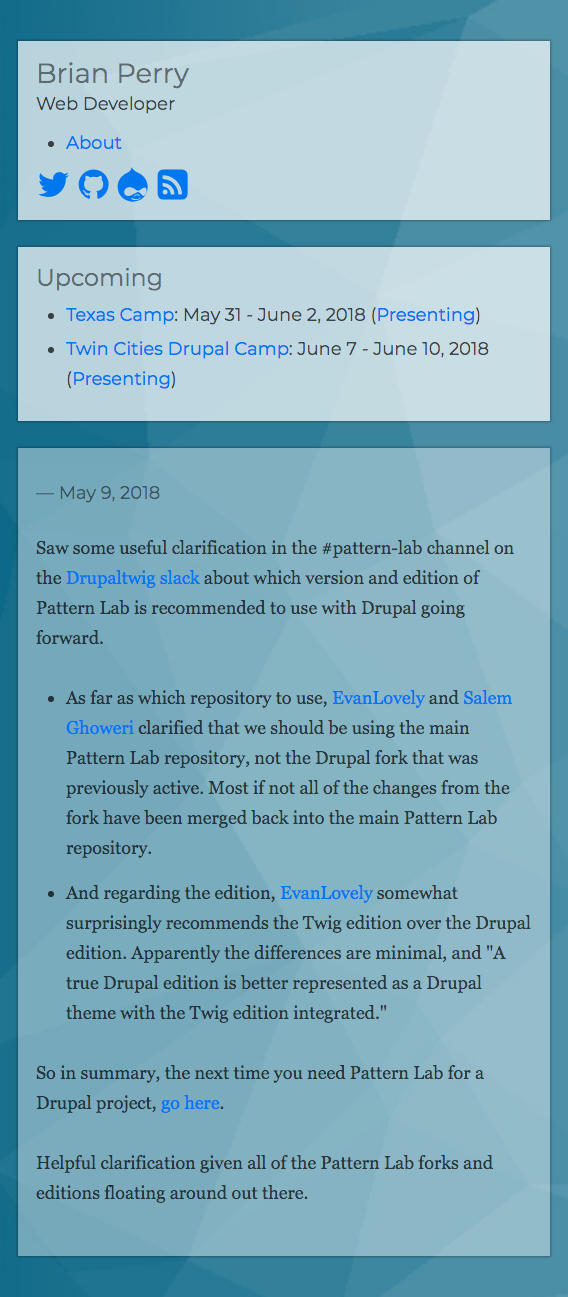 Brian Perry
Web Developer
• About
Upcoming
• Texas Camp: May 31 - June 2, 2018 (Presenting)
• Twin Cities Drupal Camp: June 7 - June 10, 2018
(Presenting)
— May 9, 2018
Saw some useful clarification in the #pattern-lab channel on
the Drupaltwig slack about which version and edition of
Pattern Lab is recommended to use with Drupal going
forward.
• As far as which repository to use, EvanLovely and Salem
Ghoweri clarified that we should be using the main
Pattern Lab repository, not the Drupal fork that was
previously active. Most if not all of the changes from the
fork have been merged back into the main Pattern Lab
repository.
• And regarding the edition, EvanLovely somewhat
surprisingly recommends the Twig edition over the Drupal
edition. Apparently the differences are minimal, and "A
true Drupal edition is better represented as a Drupal
theme with the Twig edition integrated."
So in summary, the next time you need Pattern Lab for a
Drupal project, go here.
Helpful clarification given all of the Pattern Lab forks and
editions floating around out there.